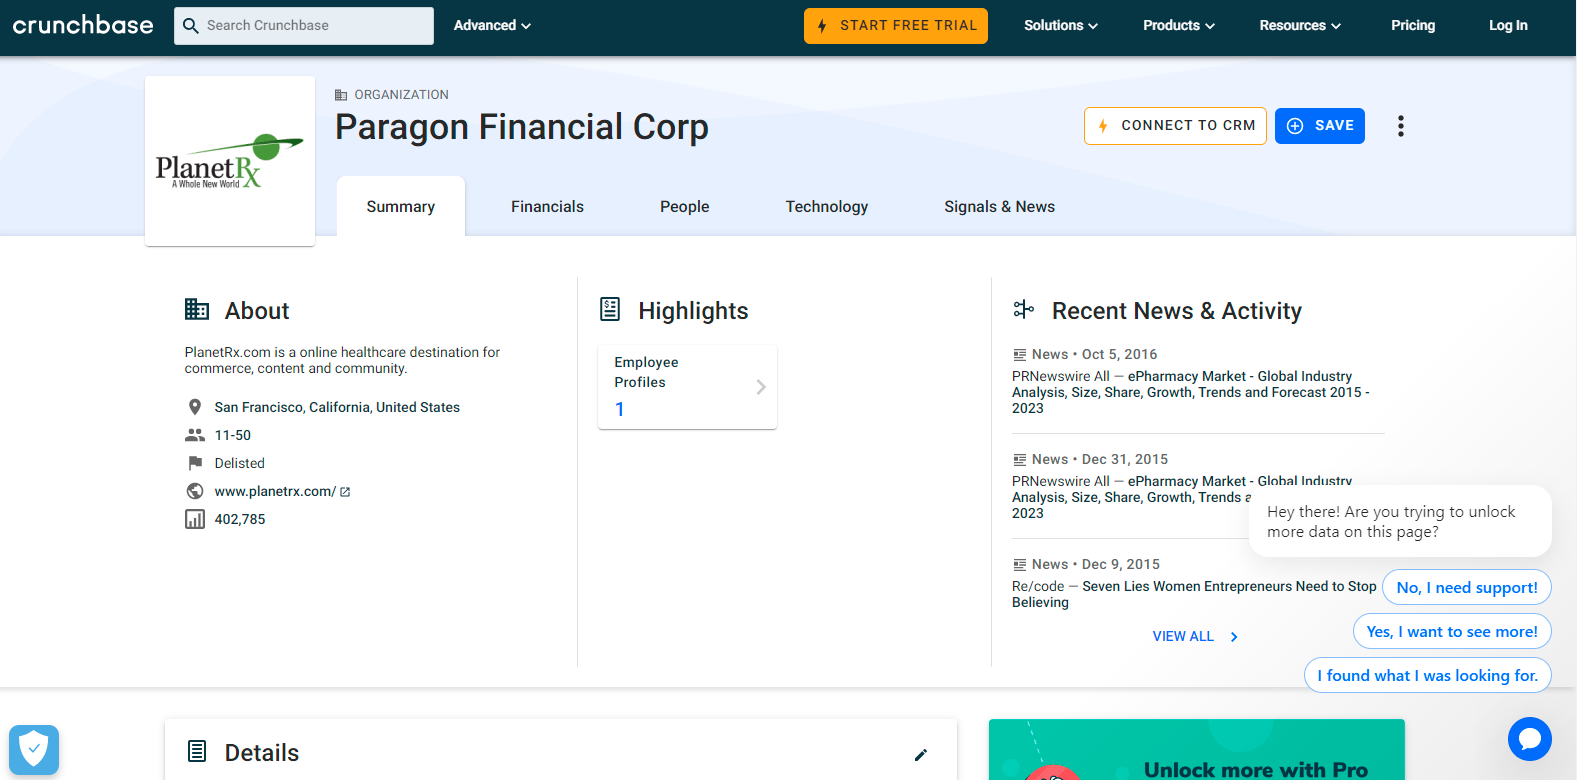 crunchbase
Search Crunchbase
Advanced
START FREE TRIAL
Solutions
Products
Resources
Pricing
Log In
PlanetRx
A Whole New World
ORGANIZATION
Paragon Financial Corp
CONNECT TO CRM
SAVE
Summary
Financials
People
Technology
Signals & News
About
PlanetRx.com is a online healthcare destination for
commerce, content and community.
San Francisco, California, United States
11-50
Delisted
www.planetrx.com/
402,785
Highlights
Employee
Profiles
1
Recent News & Activity
News • Oct 5, 2016
PRNewswire All — ePharmacy Market - Global Industry
Analysis, Size, Share, Growth, Trends and Forecast 2015 -
2023
News • Dec 31, 2015
PRNewswire All — ePharmacy Market - Global Industry
Analysis, Size, Share, Growth, Trends
2023
News • Dec 9, 2015
Re/code — Seven Lies Women Entrepreneurs Need to Stop
Believing
VIEW ALL
Hey there! Are you trying to unlock
more data on this page?
No, I need support!
Yes, I want to see more!
I found what I was looking for.
Details
Unlock more with Pro